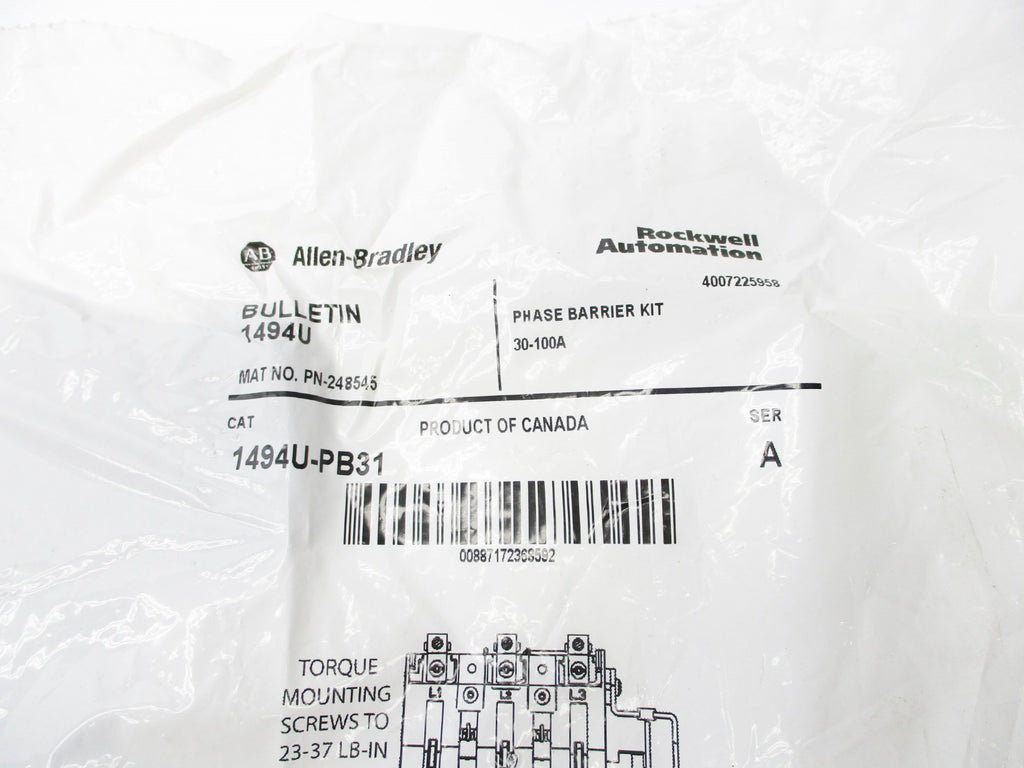 AB
Allen-Bradley
Rockwell
Automation
4007225958
BULLETIN
1494U
PHASE BARRIER KIT
30-100A
MAT NO. PN-248545
CAT
PRODUCT OF CANADA
SER
1494U-PB31
A
TORQUE
MOUNTING
SCREWS TO
23-37 LB-IN
L1
L2
L3